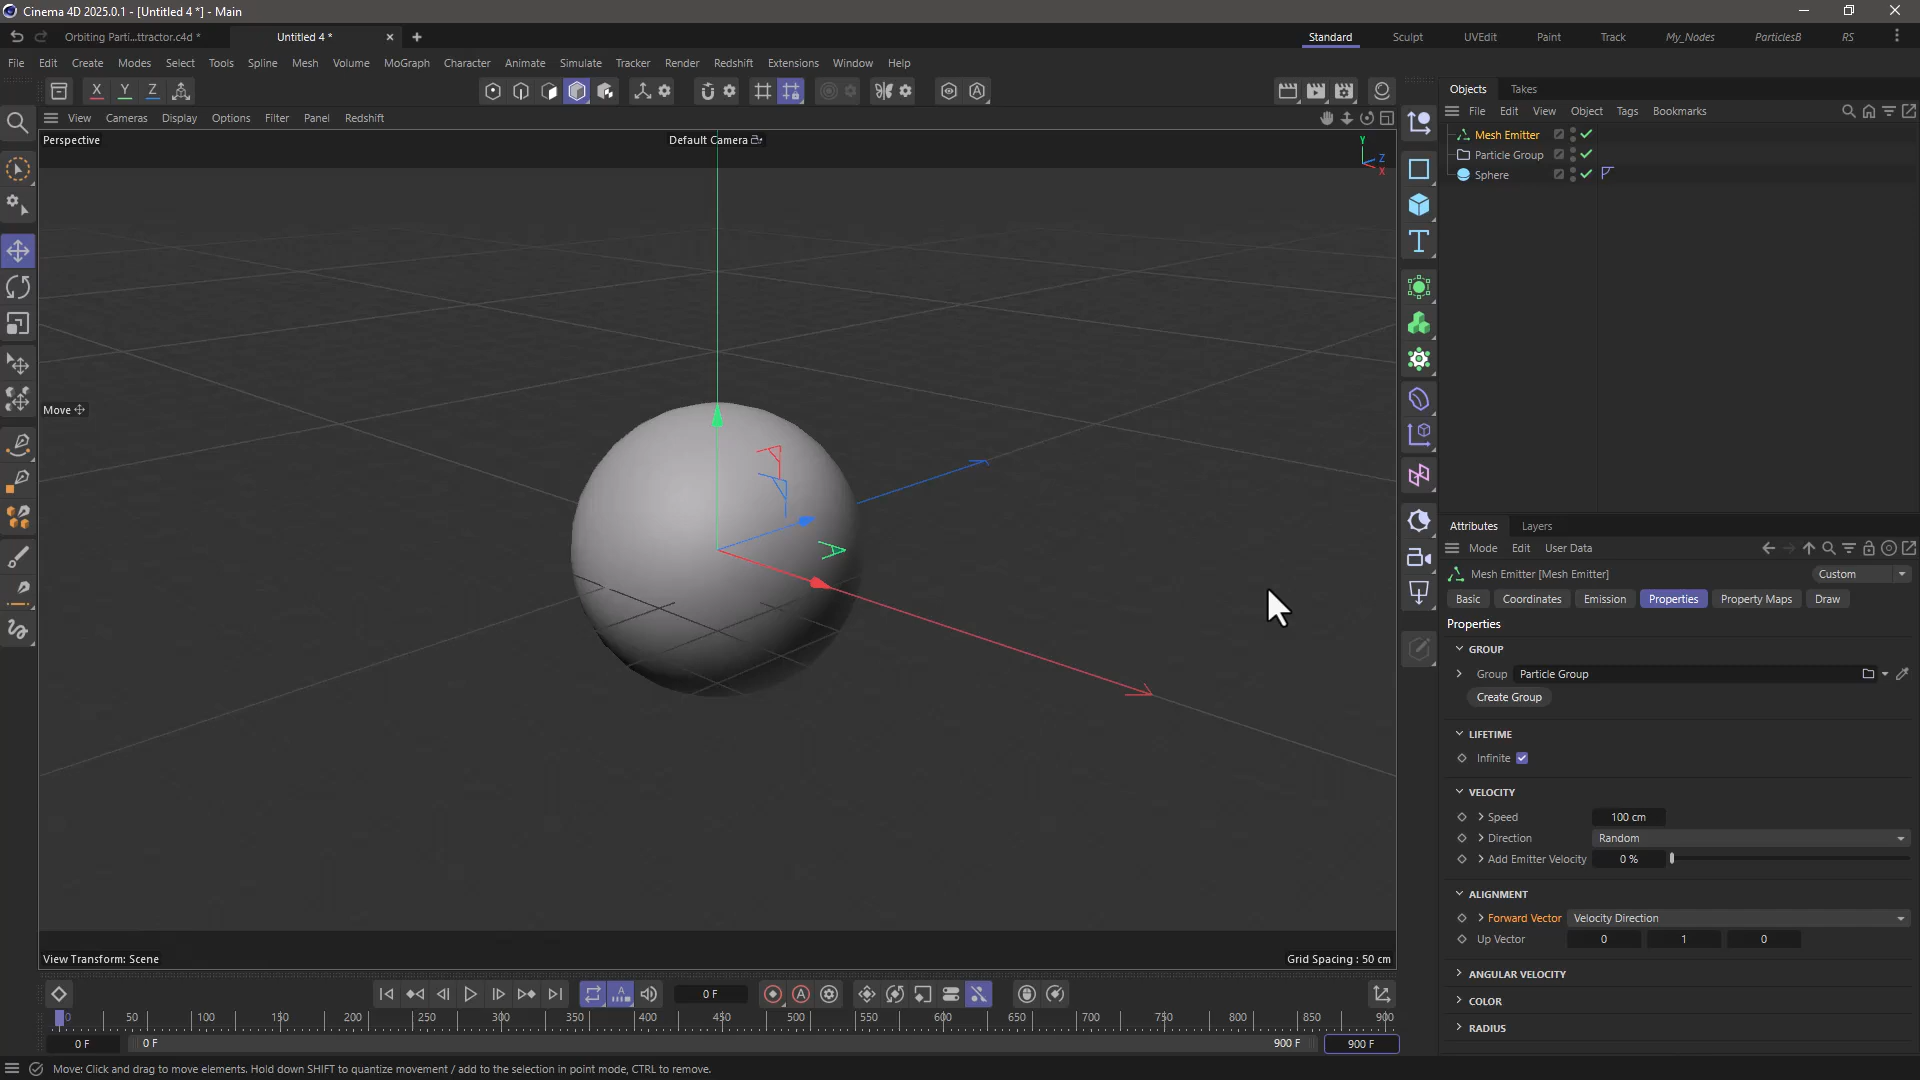 Cinema 4D 2025.0.1 - [Untitled 4 *] - Main
Orbiting Parti...ttractor.c4d *
Untitled 4 *
Standard
Sculpt
UVEdit
Paint
Track
My_Nodes
ParticlesB
RS
File
Edit
Create
Modes
Select
Tools
Spline
Mesh
Volume
MoGraph
Character
Animate
Simulate
Tracker
Render
Redshift
Extensions
Window
Help
X
Y
Z
Objects
Takes
View
Cameras
Display
Options
Filter
Panel
Redshift
File
Edit
View
Object
Tags
Bookmarks
Perspective
Default Camera
Y
Z
X
Mesh Emitter
Particle Group
Sphere
Move
Attributes
Layers
Mode
Edit
User Data
Mesh Emitter [Mesh Emitter]
Custom
Basic
Coordinates
Emission
Properties
Property Maps
Draw
Properties
GROUP
Group
Particle Group
Create Group
LIFETIME
Infinite
VELOCITY
Speed
100 cm
Direction
Random
Add Emitter Velocity
0 %
ALIGNMENT
Forward Vector
Velocity Direction
Up Vector
0
1
0
ANGULAR VELOCITY
COLOR
RADIUS
View Transform: Scene
Grid Spacing : 50 cm
0 F
0
50
100
150
200
250
300
350
400
450
500
550
600
650
700
750
800
850
900
0 F
0 F
900 F
900 F
Move: Click and drag to move elements. Hold down SHIFT to quantize movement / add to the selection in point mode, CTRL to remove.